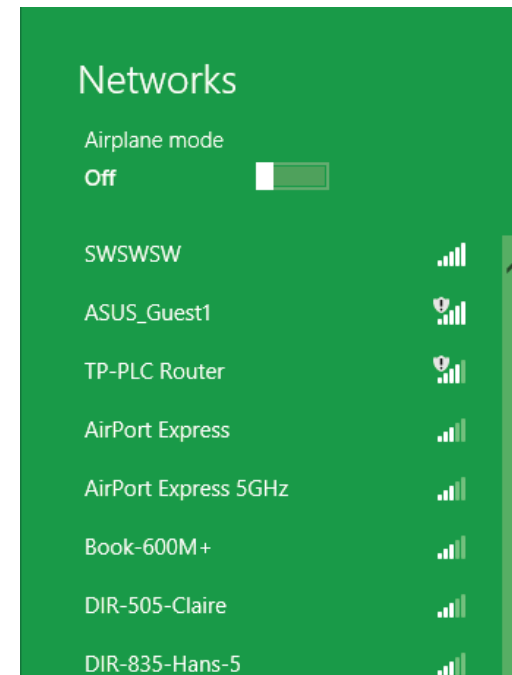 Networks
Airplane mode
Off
SWSWSW
ASUS_Guest1
TP-PLC Router
AirPort Express
AirPort Express 5GHz
Book-600M+
DIR-505-Claire
DIR-835-Hans-5